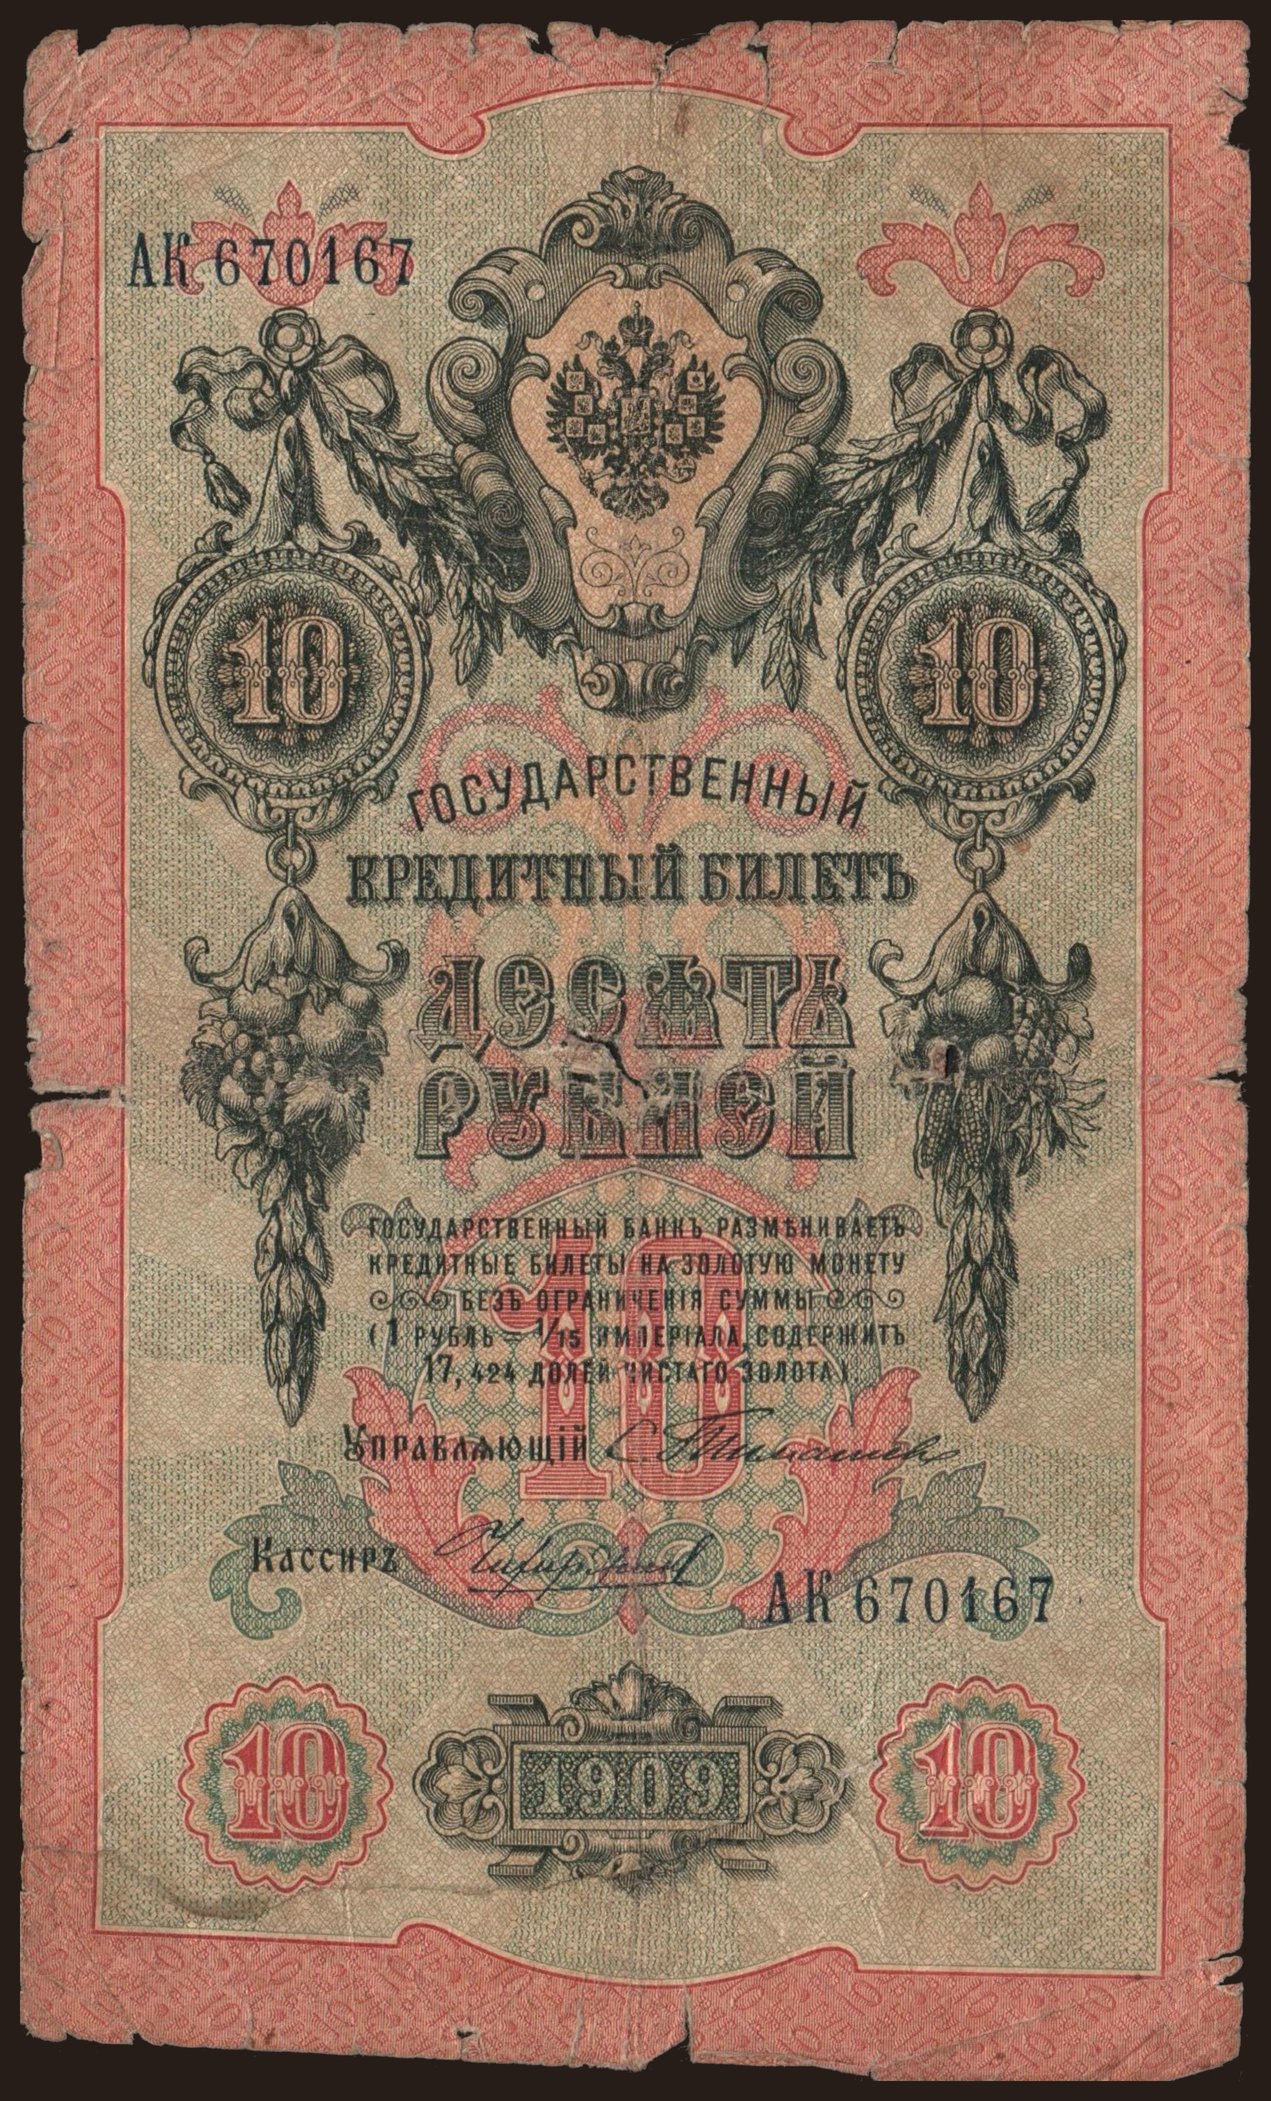 АК 670167
10 10
ГОСУДАРСТВЕННЫЙ
КРЕДИТНЫЙ БИЛЕТЪ
ДЕСЯТЬ
РУБЛЕЙ
10
ГОСУДАРСТВЕННЫЙ БАНКЪ РАЗМѢНИВАЕТЪ
КРЕДИТНЫЕ БИЛЕТЫ НА ЗОЛОТУЮ МОНЕТУ
БЕЗЪ ОГРАНИЧЕНІЯ СУММЫ
(1 РУБЛЬ = 1/15 ИМПЕРІАЛА, СОДЕРЖИТЪ
17,424 ДОЛЕЙ ЧИСТАГО ЗОЛОТА).
УПРАВЛЯЮЩІЙ С. Тимашевъ
КАССИРЪ
АК 670167
10 1909 10